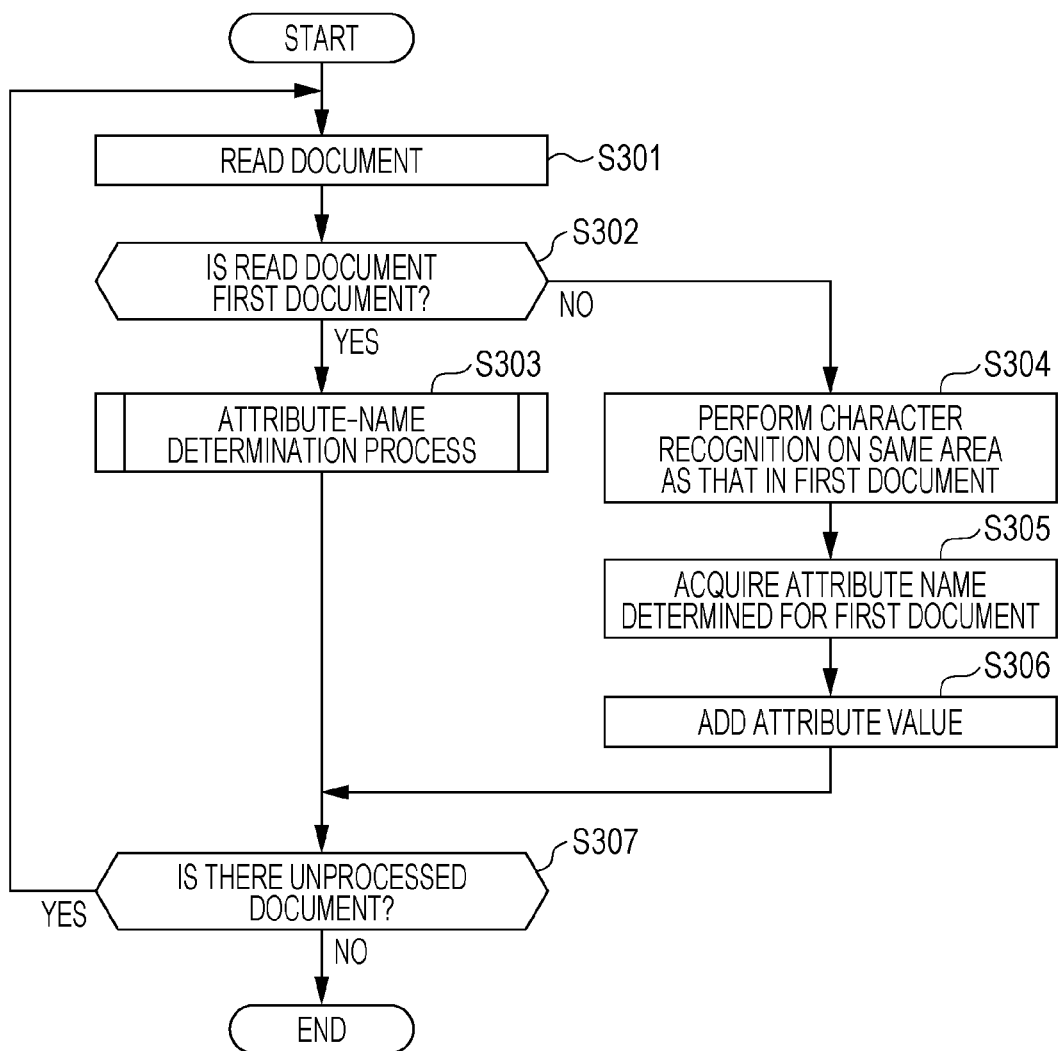 START
READ DOCUMENT
S301
S302
IS READ DOCUMENT
FIRST DOCUMENT?
NO
YES
S303
ATTRIBUTE-NAME
DETERMINATION PROCESS
S304
PERFORM CHARACTER
RECOGNITION ON SAME AREA
AS THAT IN FIRST DOCUMENT
S305
ACQUIRE ATTRIBUTE NAME
DETERMINED FOR FIRST DOCUMENT
S306
ADD ATTRIBUTE VALUE
S307
IS THERE UNPROCESSED
DOCUMENT?
YES
NO
END